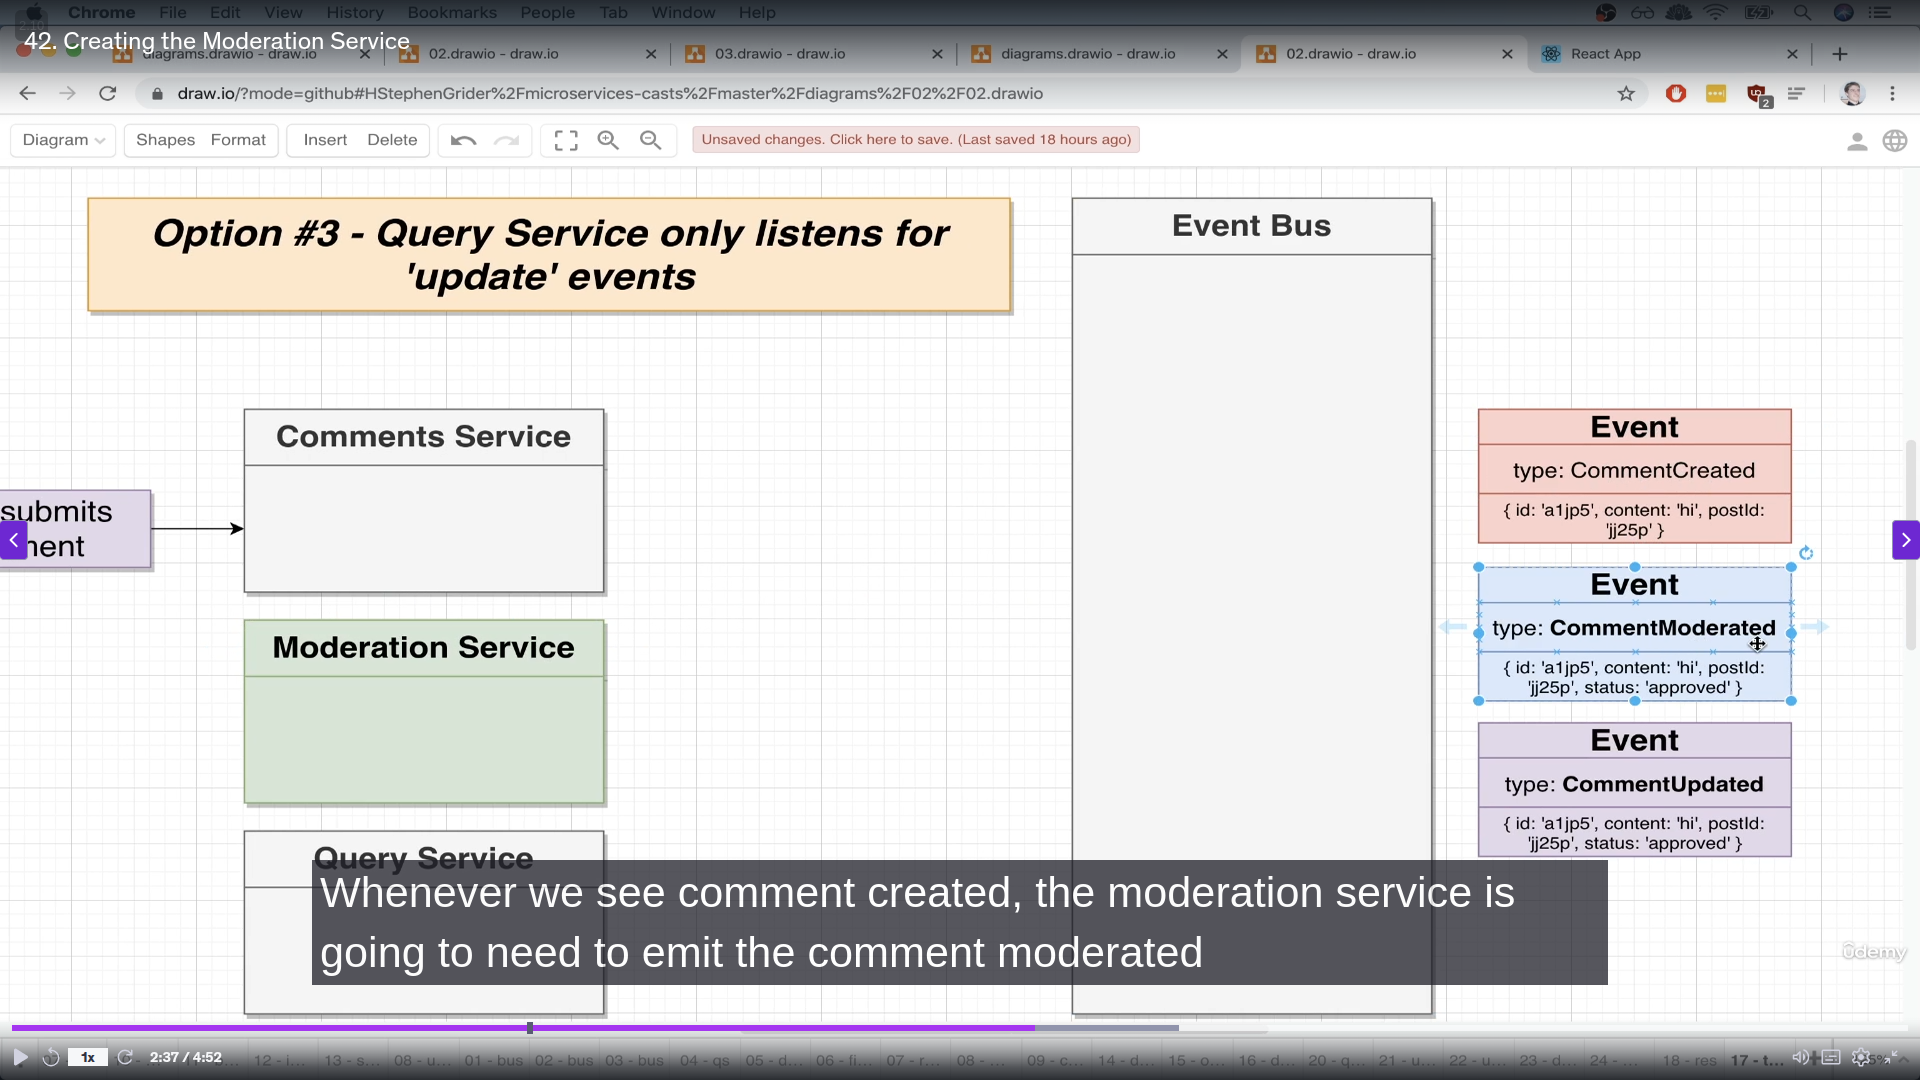 Chrome File Edit View History Bookmarks People Tab Window Help
42. Creating the Moderation Service
diagrams.drawio - draw.io
02.drawio - draw.io
03.drawio - draw.io
diagrams.drawio - draw.io
02.drawio - draw.io
React App
draw.io/?mode=github#HStephenGrider%2Fmicroservices-casts%2Fmaster%2Fdiagrams%2F02%2F02.drawio
2
Diagram Shapes Format Insert Delete
Unsaved changes. Click here to save. (Last saved 18 hours ago)
Option #3 - Query Service only listens for
'update' events
Event Bus
Comments Service
submits
Moderation Service
Query Service
Event
type: CommentCreated
{ id: 'a1jp5', content: 'hi', postId:
'jj25p' }
Event
type: CommentModerated
{ id: 'a1jp5', content: 'hi', postId:
'jj25p', status: 'approved' }
Event
type: CommentUpdated
{ id: 'a1jp5', content: 'hi', postId:
'jj25p', status: 'approved' }
Whenever we see comment created, the moderation service is
going to need to emit the comment moderated
ûdemy
1x
2:37 / 4:52
12 - i...
13 - s...
08 - u...
01 - bus
02 - bus
03 - bus
04 - qs
05 - d...
06 - fi...
07 - r...
08 - ...
09 - c...
14 - d...
15 - o...
16 - d...
20 - q...
21 - u...
22 - u...
23 - d...
24 - ...
18 - res
17 - t...